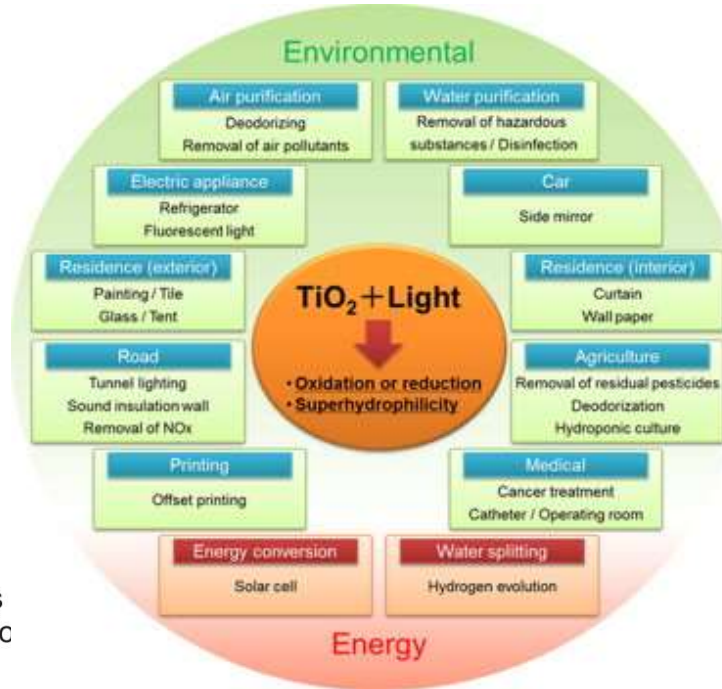 Environmental
Air purification
Deodorizing
Removal of air pollutants
Water purification
Removal of hazardous
substances / Disinfection
Electric appliance
Refrigerator
Fluorescent light
Car
Side mirror
Residence (exterior)
Painting / Tile
Glass / Tent
TiO₂＋Light
• Oxidation or reduction
• Superhydrophilicity
Residence (interior)
Curtain
Wall paper
Road
Tunnel lighting
Sound insulation wall
Removal of NOx
Agriculture
Removal of residual pesticides
Deodorization
Hydroponic culture
Printing
Offset printing
Medical
Cancer treatment
Catheter / Operating room
Energy conversion
Solar cell
Water splitting
Hydrogen evolution
Energy